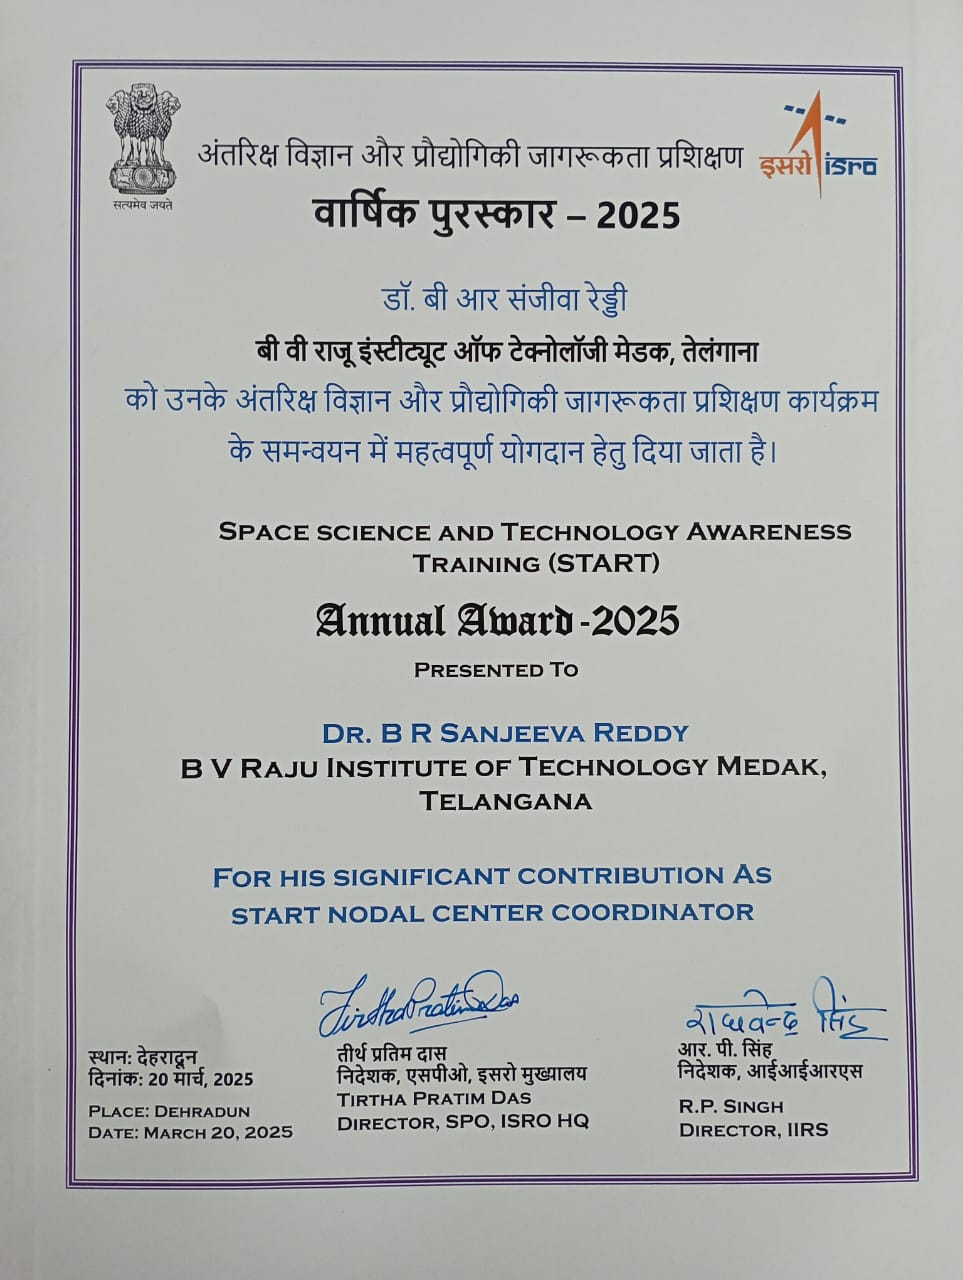 सत्यमेव जयते
इसरो isro
अंतरिक्ष विज्ञान और प्रौद्योगिकी जागरूकता प्रशिक्षण
वार्षिक पुरस्कार – 2025
डॉ. बी आर संजीवा रेड्डी
बी वी राजू इंस्टीट्यूट ऑफ टेक्नोलॉजी मेडक, तेलंगाना
को उनके अंतरिक्ष विज्ञान और प्रौद्योगिकी जागरूकता प्रशिक्षण कार्यक्रम
के समन्वयन में महत्वपूर्ण योगदान हेतु दिया जाता है।
SPACE SCIENCE AND TECHNOLOGY AWARENESS
TRAINING (START)
Annual Award -2025
PRESENTED TO
DR. B R SANJEEVA REDDY
B V RAJU INSTITUTE OF TECHNOLOGY MEDAK,
TELANGANA
FOR HIS SIGNIFICANT CONTRIBUTION AS
START NODAL CENTER COORDINATOR
स्थान: देहरादून
दिनांक: 20 मार्च, 2025
PLACE: DEHRADUN
DATE: MARCH 20, 2025
Tirtha Pratim Das
तीर्थ प्रतिम दास
निदेशक, एसपीओ, इसरो मुख्यालय
TIRTHA PRATIM DAS
DIRECTOR, SPO, ISRO HQ
राघवेन्द्र सिंह
आर. पी. सिंह
निदेशक, आईआईआरएस
R.P. SINGH
DIRECTOR, IIRS